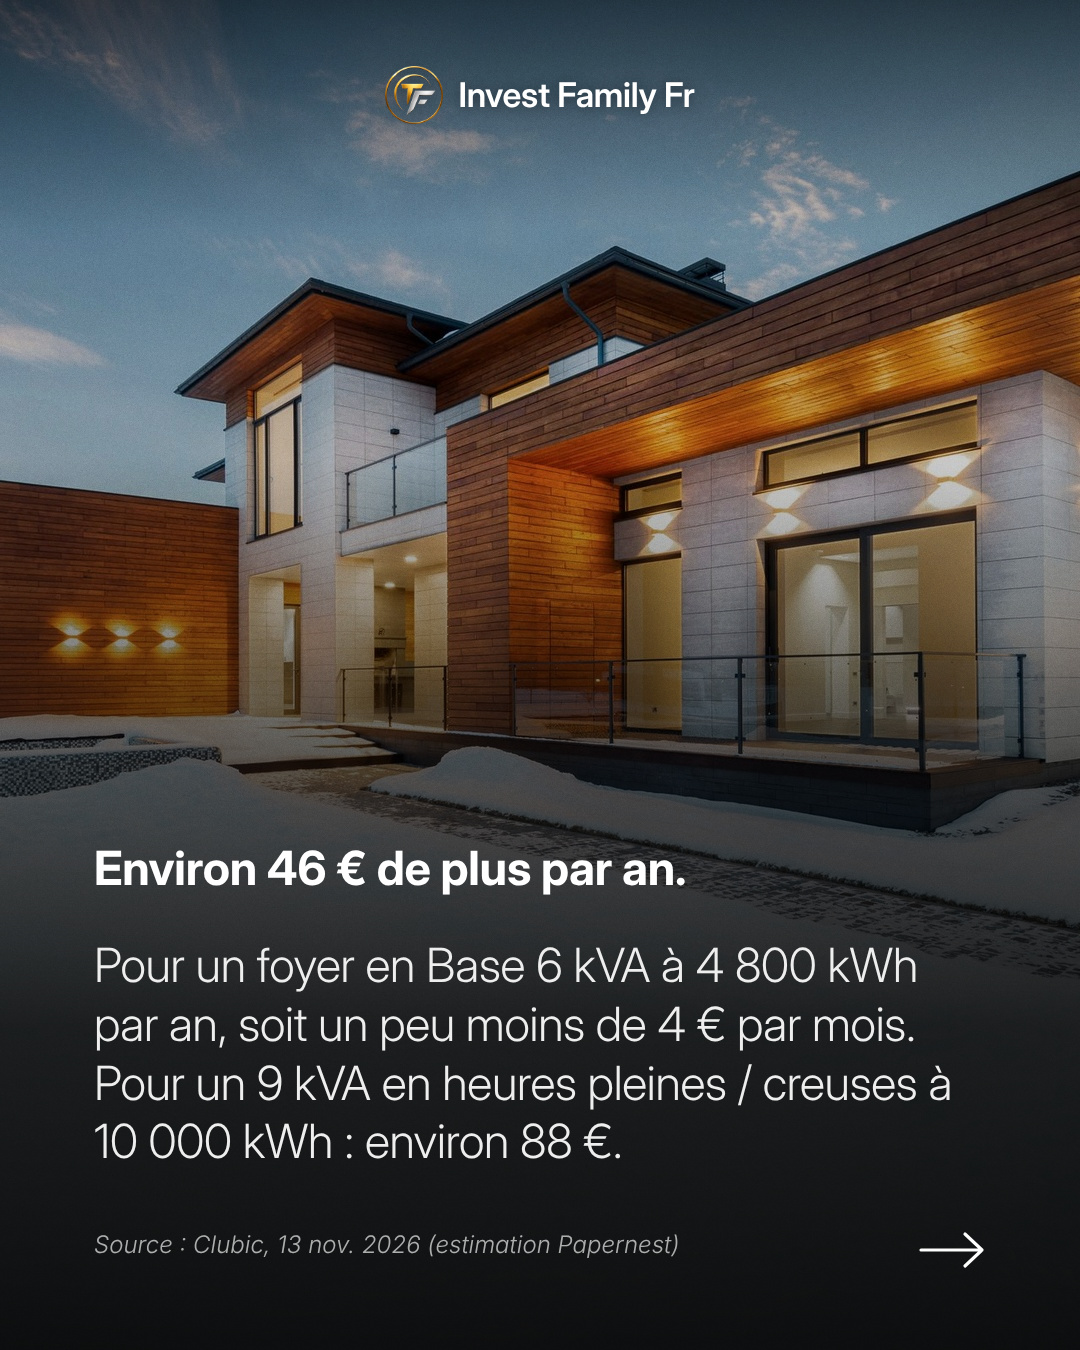 Invest Family Fr
Environ 46 € de plus par an.
Pour un foyer en Base 6 kVA à 4 800 kWh
par an, soit un peu moins de 4 € par mois.
Pour un 9 kVA en heures pleines / creuses à
10 000 kWh : environ 88 €.
Source : Clubic, 13 nov. 2026 (estimation Papernest)